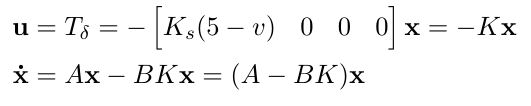 u = T_δ = − [K_s(5 − v) 0 0 0] x = −Kx
ẋ = Ax − BKx = (A − BK)x